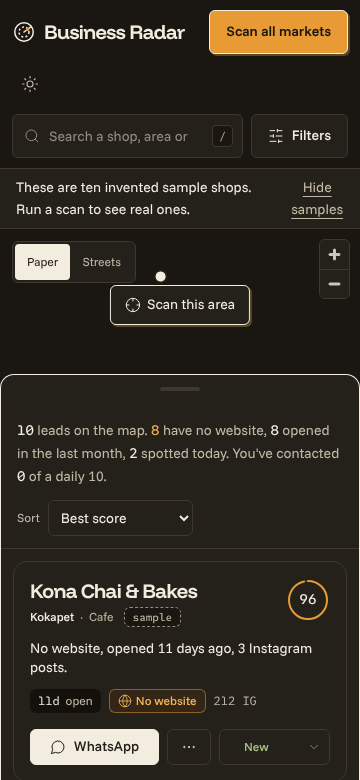 Business Radar
Scan all markets
Search a shop, area or
/
Filters
These are ten invented sample shops.
Run a scan to see real ones.
Hide
samples
Paper
Streets
+
−
Scan this area
10 leads on the map. 8 have no website, 8 opened
in the last month, 2 spotted today. You've contacted
0 of a daily 10.
Sort
Best score
Kona Chai & Bakes
96
Kokapet · Cafe
sample
No website, opened 11 days ago, 3 Instagram
posts.
11d open
No website
212 IG
WhatsApp
...
New